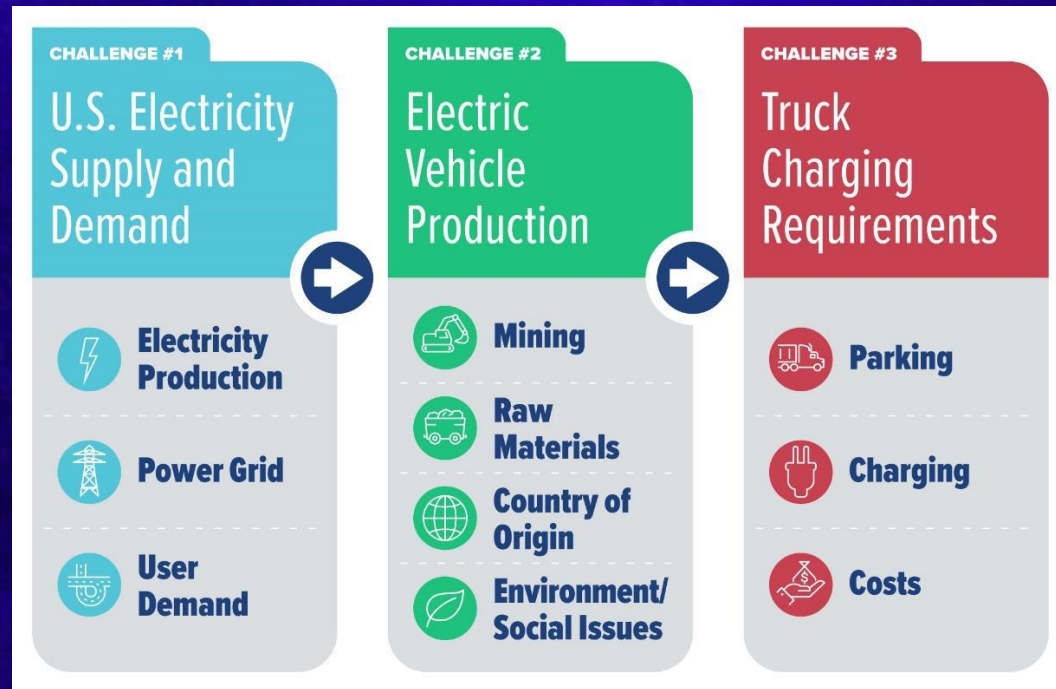 CHALLENGE #1
U.S. Electricity
Supply and
Demand
Electricity
Production
Power Grid
User
Demand
CHALLENGE #2
Electric
Vehicle
Production
Mining
Raw
Materials
Country of
Origin
Environment/
Social Issues
CHALLENGE #3
Truck
Charging
Requirements
Parking
Charging
Costs